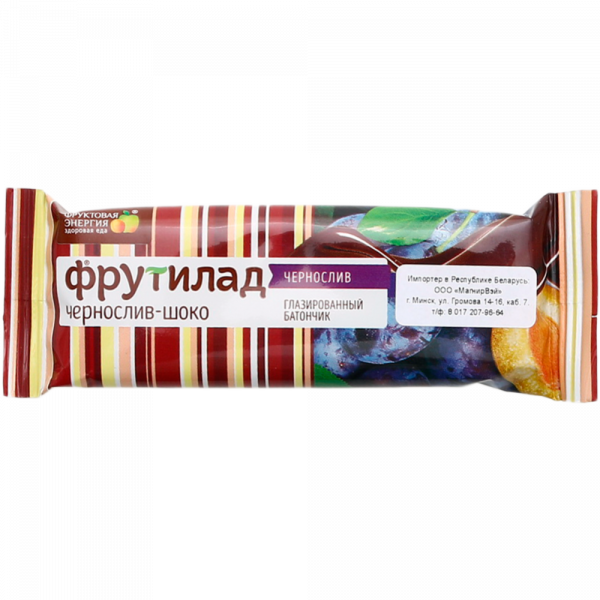 ФРУКТОВАЯ
ЭНЕРГИЯ
здоровая еда
фрутилад
чернослив-шоко
ЧЕРНОСЛИВ
ГЛАЗИРОВАННЫЙ
БАТОНЧИК
Импортер в Республике Беларусь:
ООО «МагкирВэй»
г. Минск, ул. Громова 14-16, каб. 7.
т/ф: 8 017 207-96-64